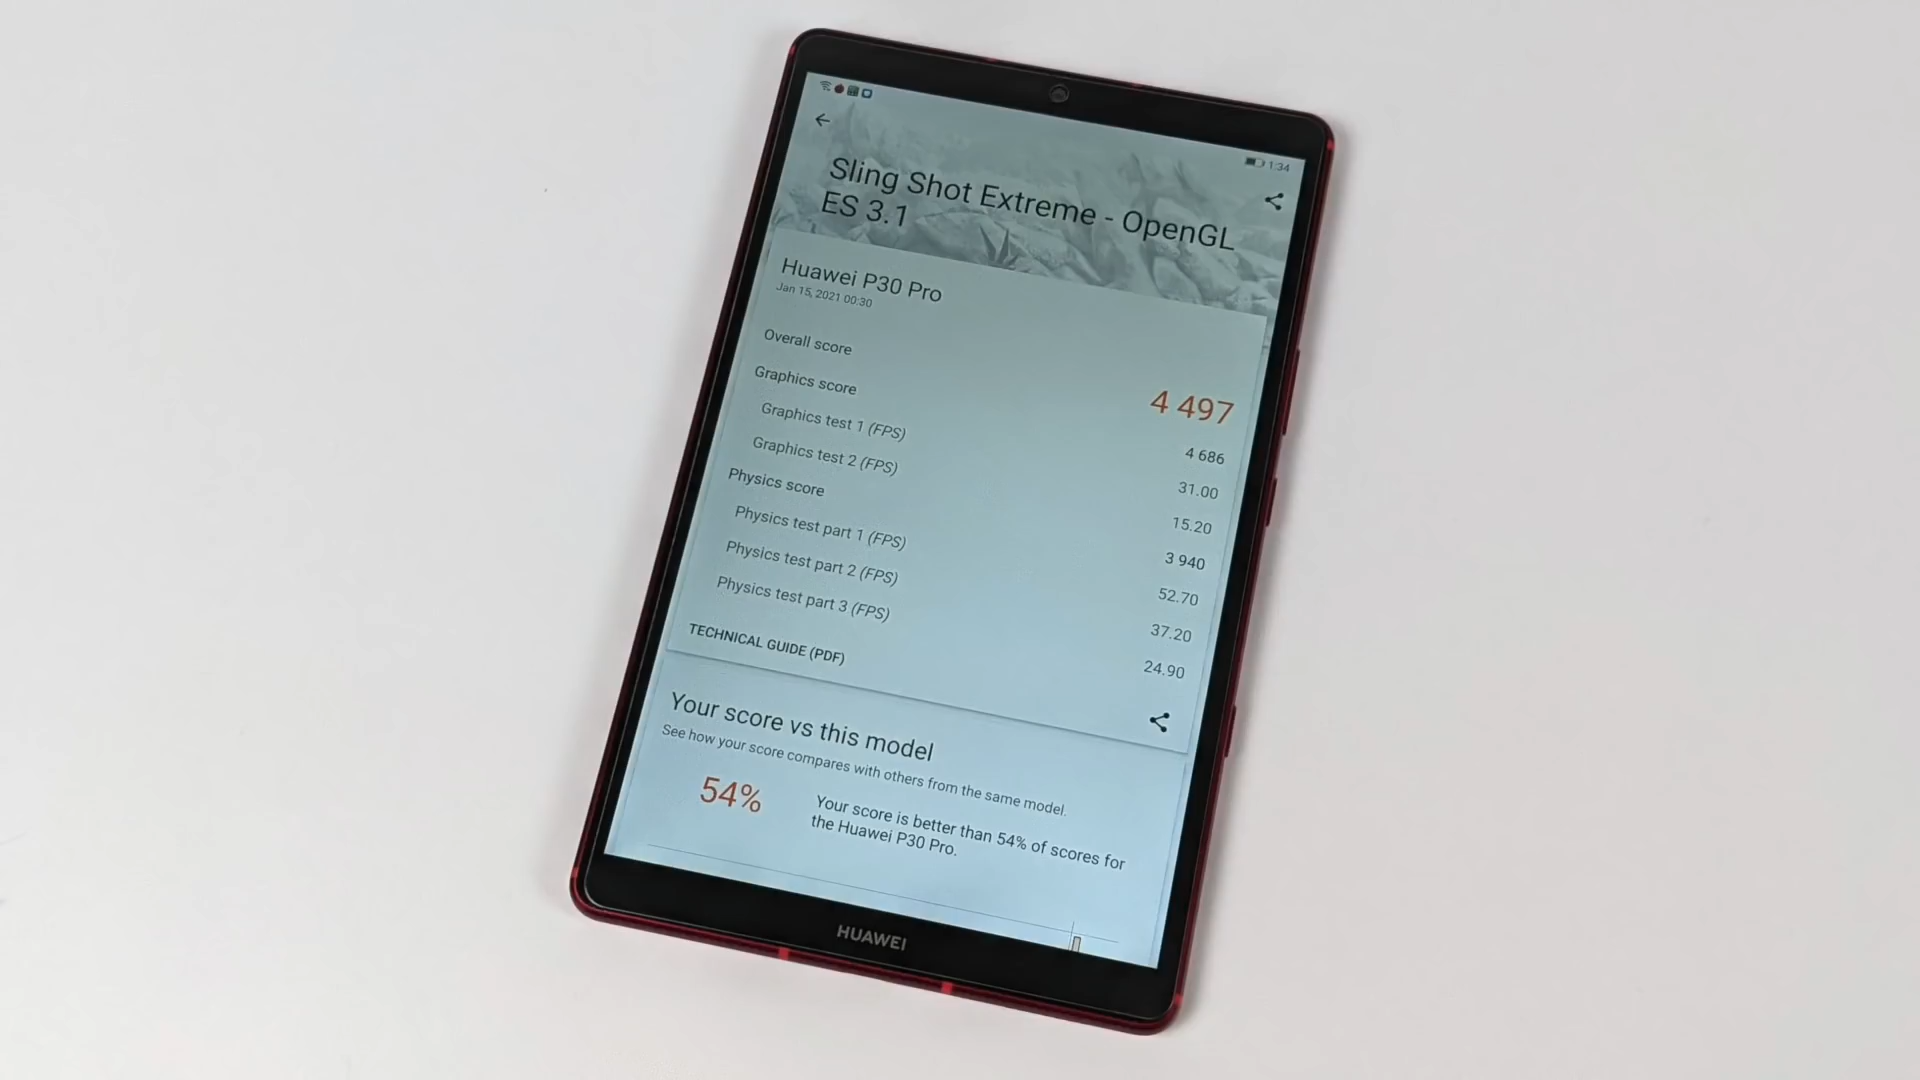 1:34
Sling Shot Extreme - OpenGL
ES 3.1
Huawei P30 Pro
Jan 15, 2021 00:30
Overall score
4 497
Graphics score
4 686
Graphics test 1 (FPS)
31.00
Graphics test 2 (FPS)
15.20
Physics score
3 940
Physics test part 1 (FPS)
52.70
Physics test part 2 (FPS)
37.20
Physics test part 3 (FPS)
24.90
TECHNICAL GUIDE (PDF)
Your score vs this model
See how your score compares with others from the same model.
54%
Your score is better than 54% of scores for
the Huawei P30 Pro.
HUAWEI